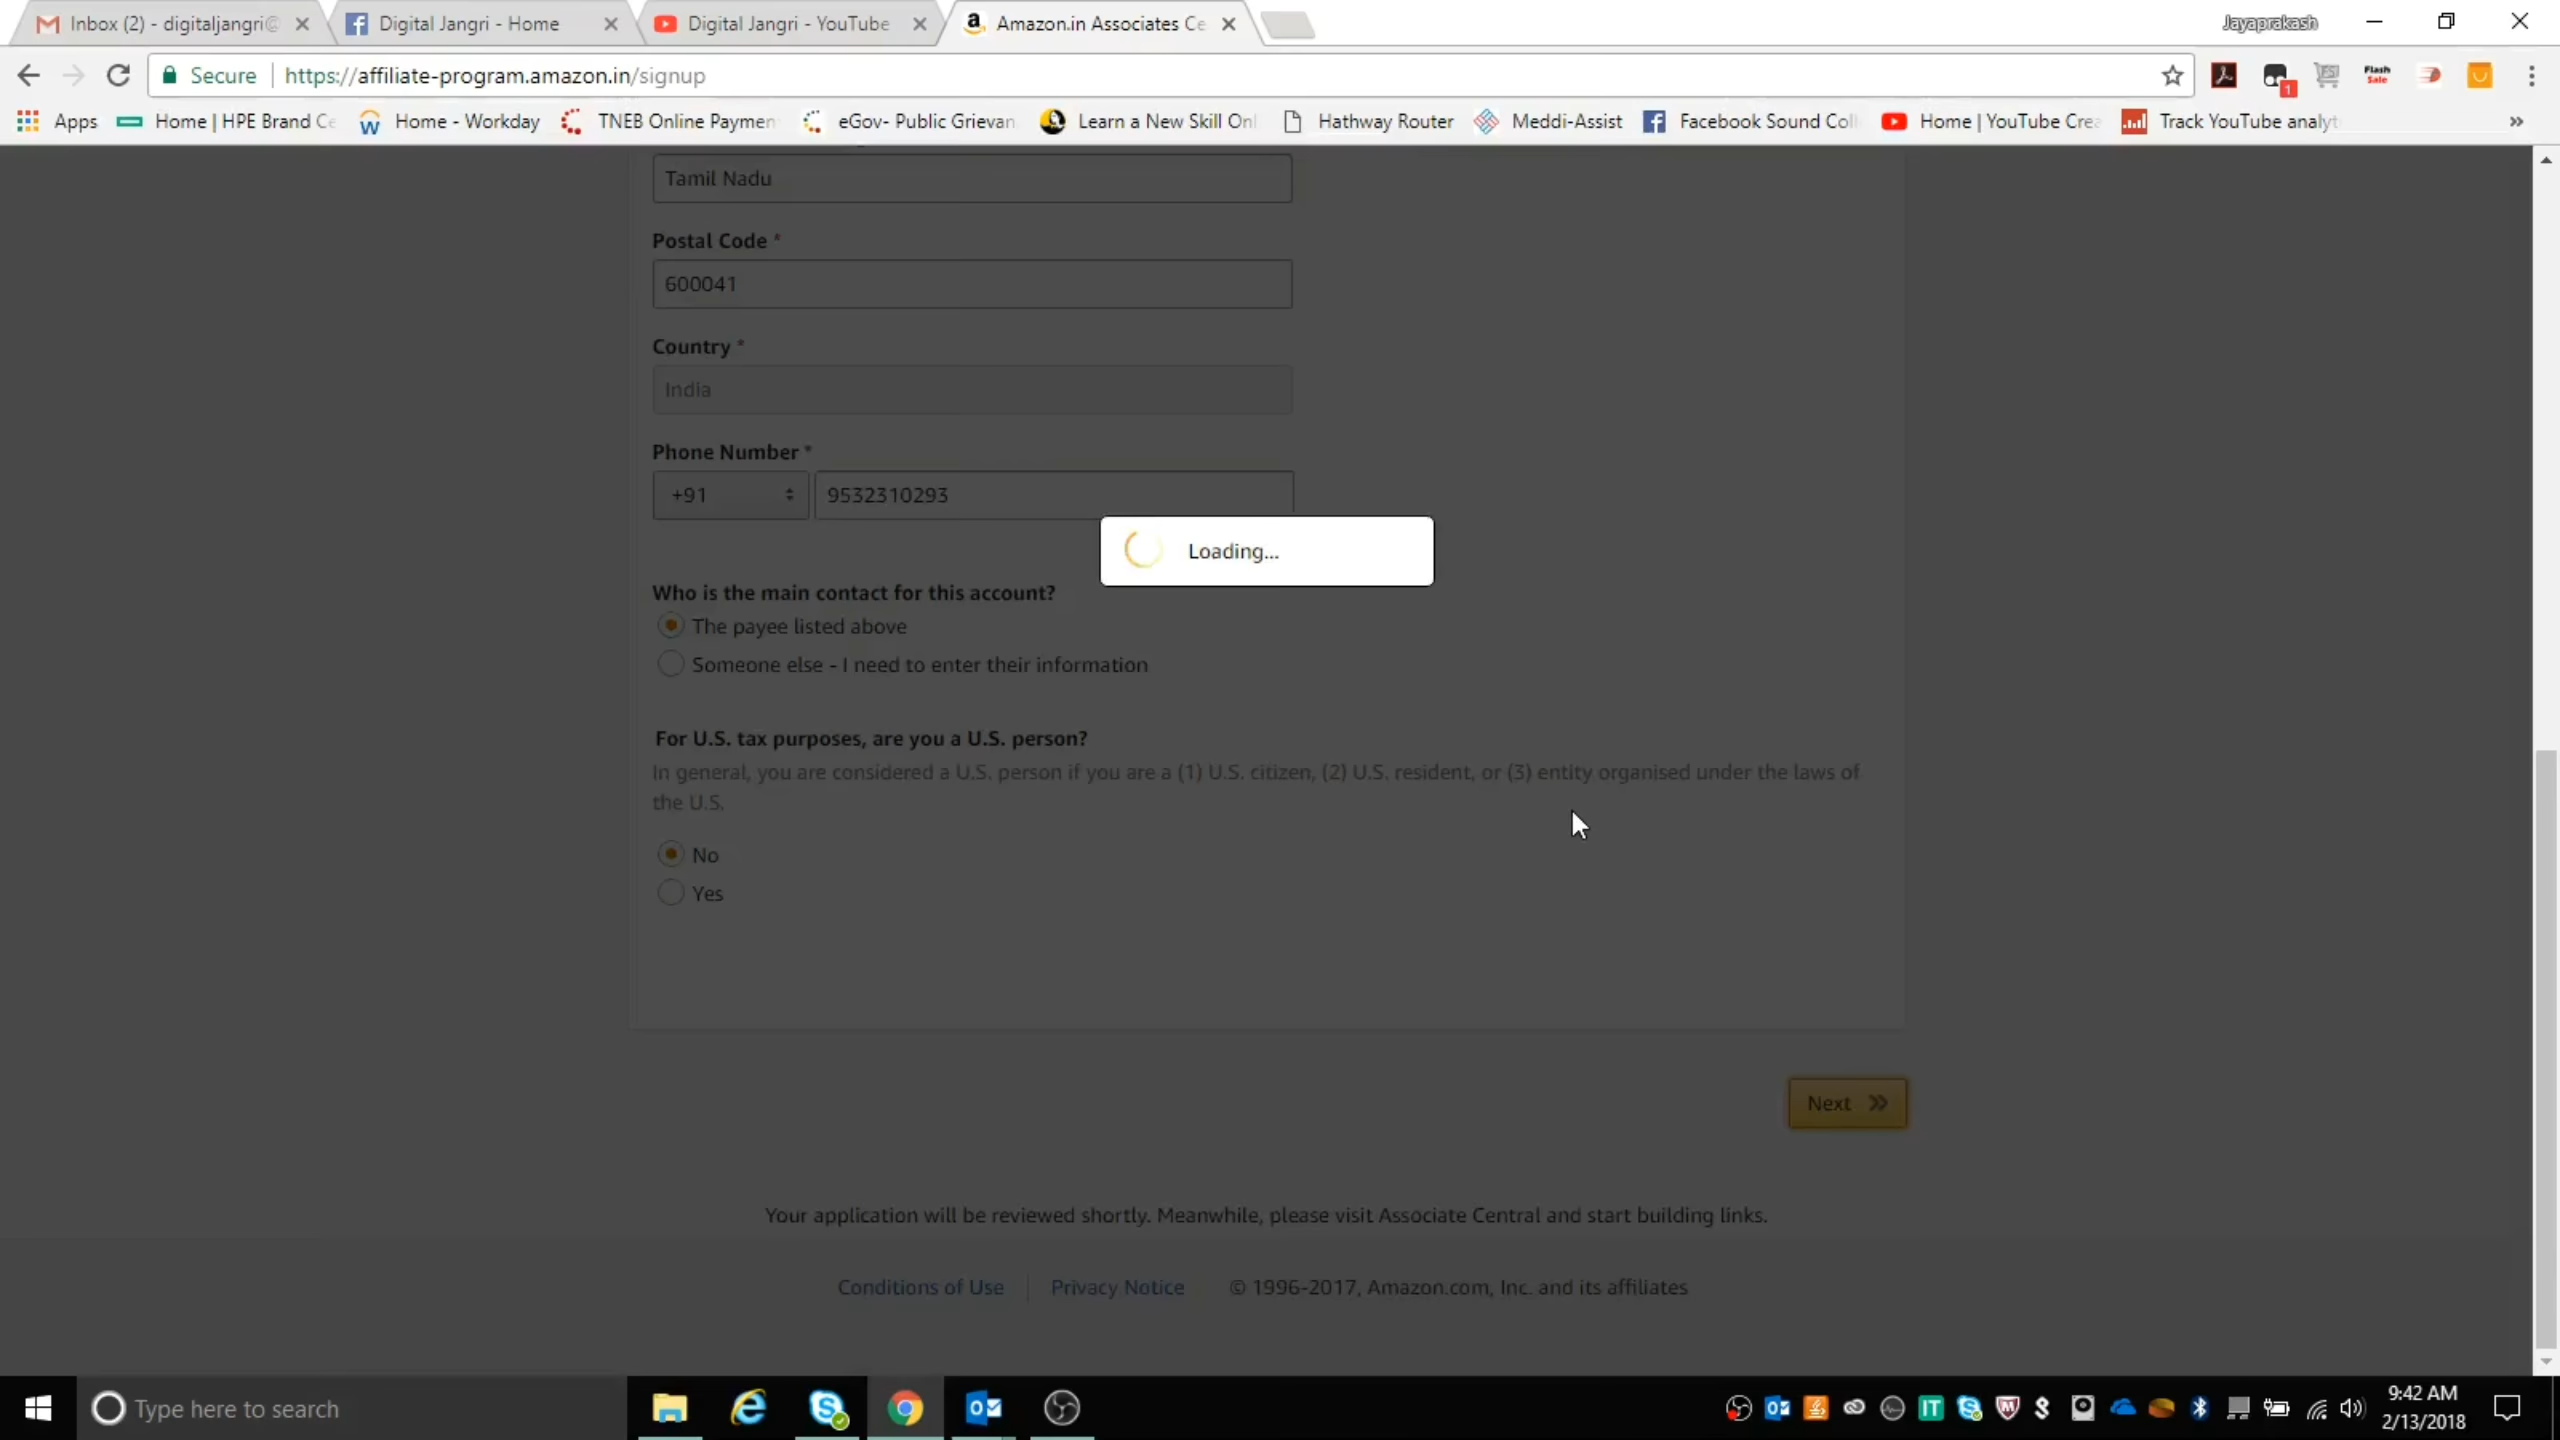 Inbox (2) - digitaljangri@
Digital Jangri - Home
Digital Jangri - YouTube
Amazon.in Associates Ce
Jayaprakash
Secure
https://affiliate-program.amazon.in/signup
Flash
Sale
1
Apps
Home | HPE Brand Ce
Home - Workday
TNEB Online Paymen
eGov- Public Grievan
Learn a New Skill Onl
Hathway Router
Meddi-Assist
Facebook Sound Coll
Home | YouTube Crea
Track YouTube analyt
»
Tamil Nadu
Postal Code *
600041
Country *
India
Phone Number *
+91
9532310293
Loading...
Who is the main contact for this account?
The payee listed above
Someone else - I need to enter their information
For U.S. tax purposes, are you a U.S. person?
In general, you are considered a U.S. person if you are a (1) U.S. citizen, (2) U.S. resident, or (3) entity organised under the laws of
the U.S.
No
Yes
Next »
Your application will be reviewed shortly. Meanwhile, please visit Associate Central and start building links.
Conditions of Use
Privacy Notice
© 1996-2017, Amazon.com, Inc. and its affiliates
Type here to search
9:42 AM
2/13/2018